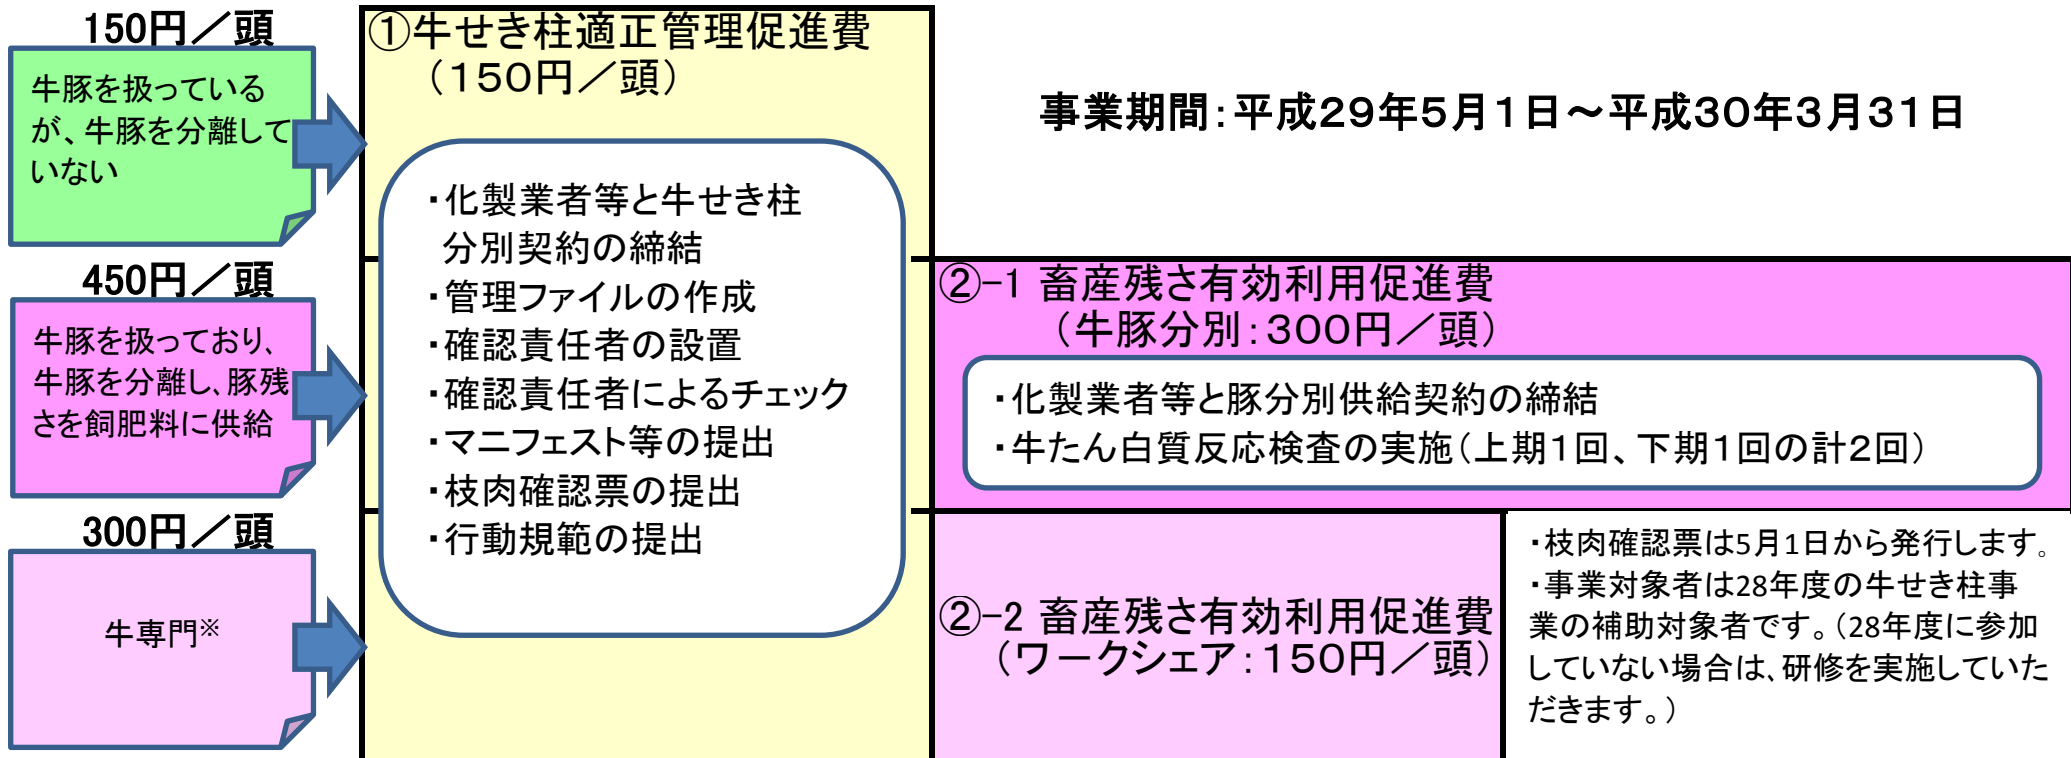 150円／頭
牛豚を扱っている
が、牛豚を分離して
いない
450円／頭
牛豚を扱っており、
牛豚を分離し、豚残
さを飼肥料に供給
300円／頭
牛専門※
①牛せき柱適正管理促進費
（150円／頭）
・化製業者等と牛せき柱
分別契約の締結
・管理ファイルの作成
・確認責任者の設置
・確認責任者によるチェック
・マニフェスト等の提出
・枝肉確認票の提出
・行動規範の提出
事業期間：平成29年5月1日～平成30年3月31日
②-1 畜産残さ有効利用促進費
（牛豚分別：300円／頭）
・化製業者等と豚分別供給契約の締結
・牛たん白質反応検査の実施（上期1回、下期1回の計2回）
②-2 畜産残さ有効利用促進費
（ワークシェア：150円／頭）
・枝肉確認票は5月1日から発行します。
・事業対象者は28年度の牛せき柱事
業の補助対象者です。（28年度に参加
していない場合は、研修を実施していた
だきます。）